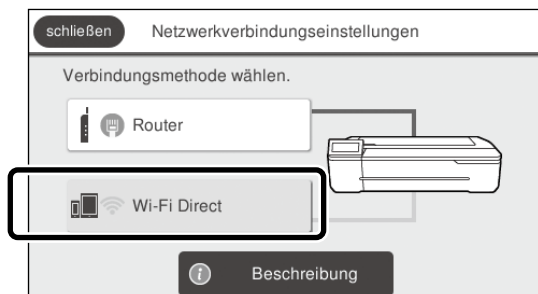 schließen
Netzwerkverbindungseinstellungen
Verbindungsmethode wählen.
Router
Wi-Fi Direct
i Beschreibung